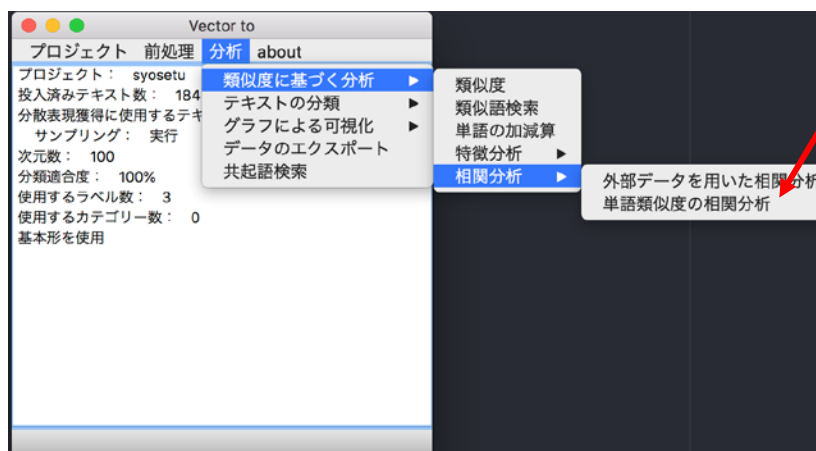 Vector to
プロジェクト 前処理 分析 about
プロジェクト： syosetu
投入済みテキスト数： 184
分散表現獲得に使用するテキ
サンプリング： 実行
次元数： 100
分類適合度： 100%
使用するラベル数： 3
使用するカテゴリー数： 0
基本形を使用
類似度に基づく分析 ▶
テキストの分類 ▶
グラフによる可視化 ▶
データのエクスポート
共起語検索
類似度
類似語検索
単語の加減算
特徴分析 ▶
相関分析 ▶
外部データを用いた相関分析
単語類似度の相関分析